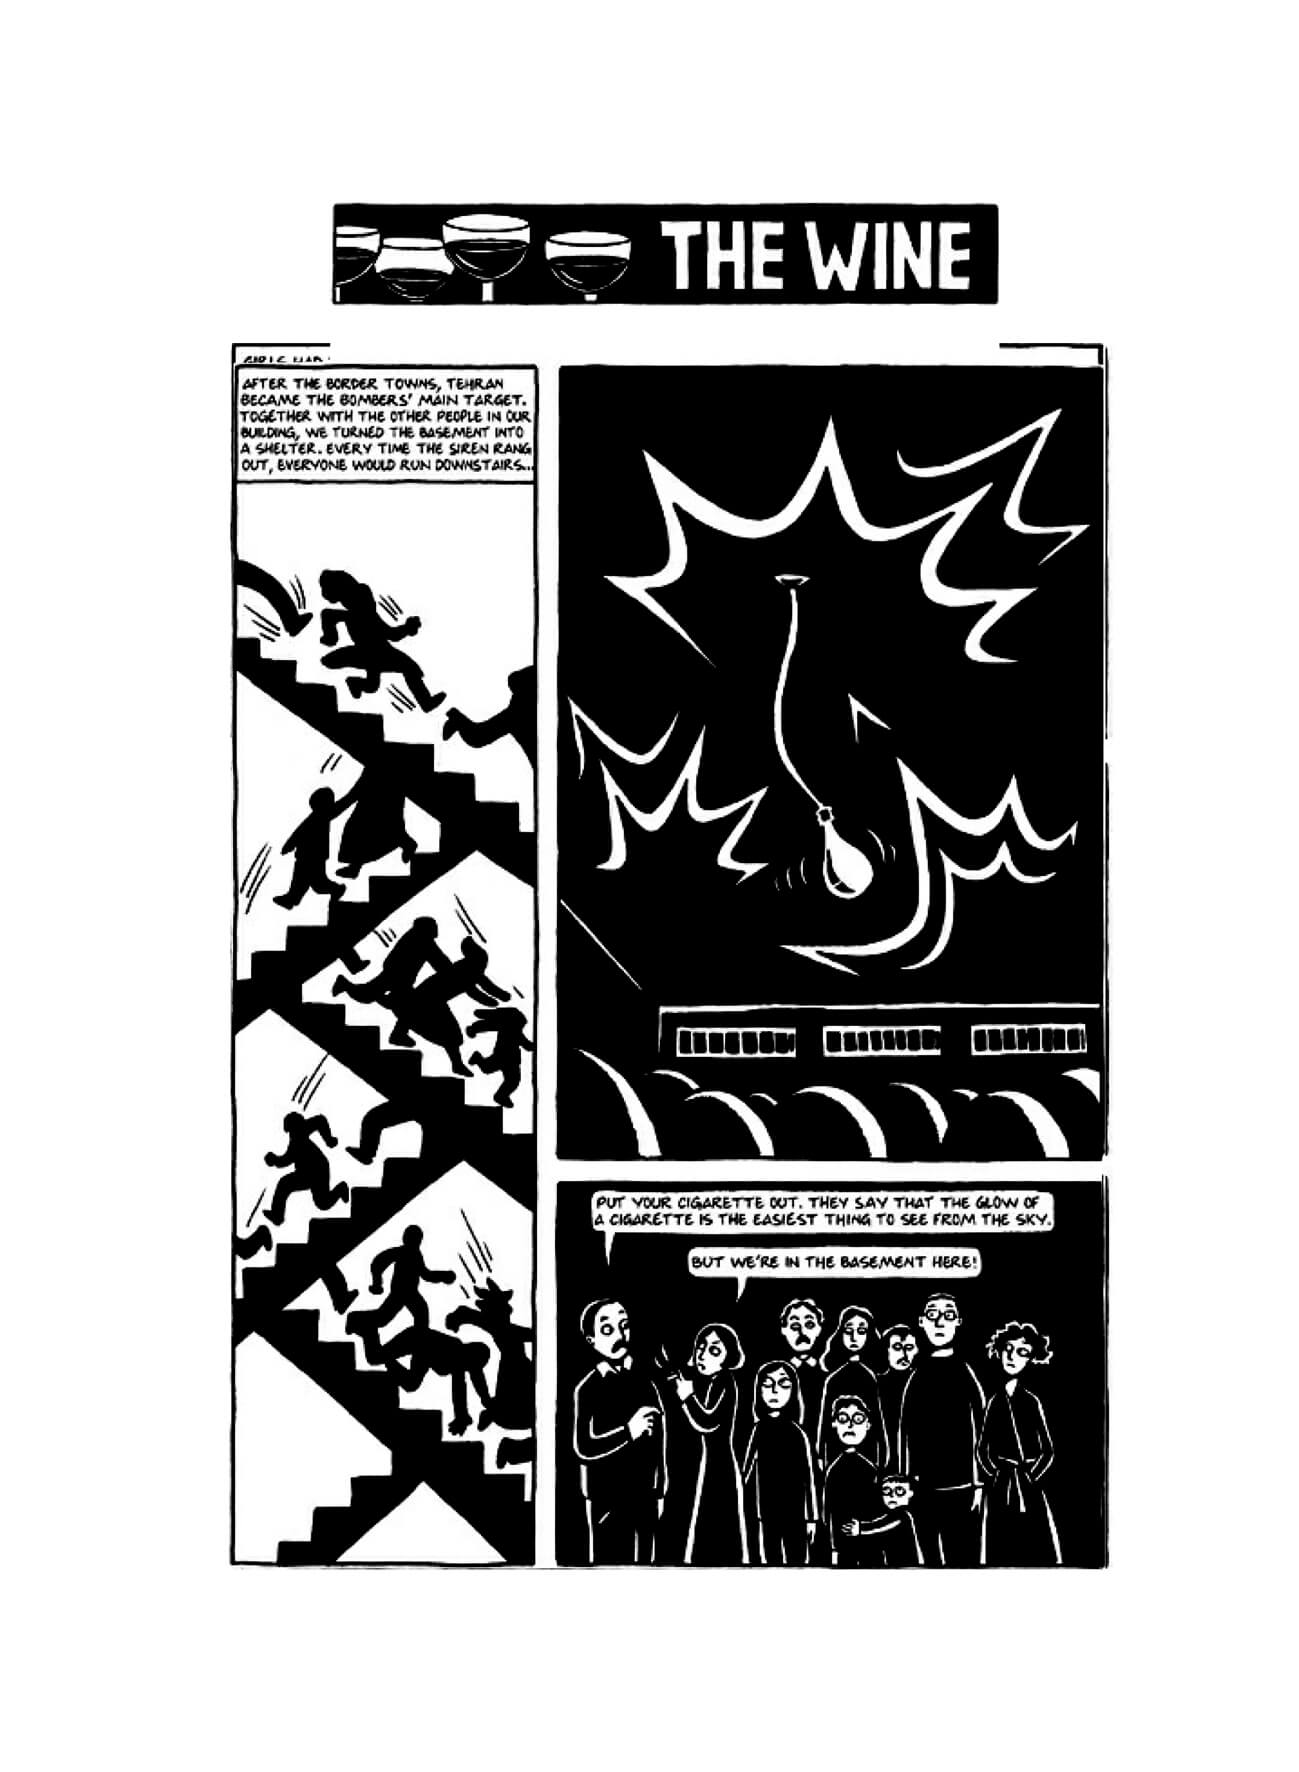 THE WINE
AFTER THE BORDER TOWNS, TEHRAN
BECAME THE BOMBERS' MAIN TARGET.
TOGETHER WITH THE OTHER PEOPLE IN OUR
BUILDING, WE TURNED THE BASEMENT INTO
A SHELTER. EVERY TIME THE SIREN RANG
OUT, EVERYONE WOULD RUN DOWNSTAIRS...
PUT YOUR CIGARETTE OUT. THEY SAY THAT THE GLOW OF
A CIGARETTE IS THE EASIEST THING TO SEE FROM THE SKY.
BUT WE'RE IN THE BASEMENT HERE!